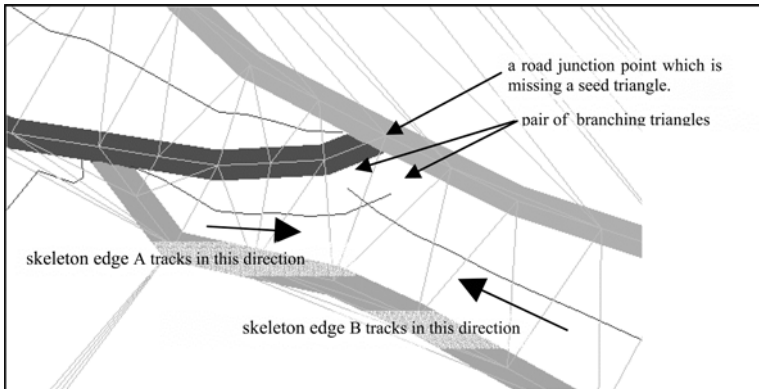 a road junction point which is
missing a seed triangle.
pair of branching triangles
skeleton edge A tracks in this direction
skeleton edge B tracks in this direction